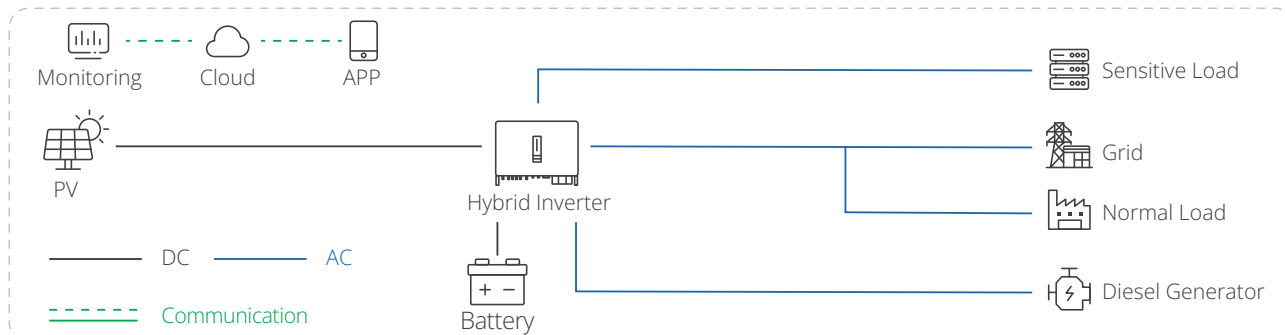 Monitoring
Cloud
APP
Sensitive Load
PV
Hybrid Inverter
Grid
Normal Load
DC
AC
Communication
Battery
Diesel Generator